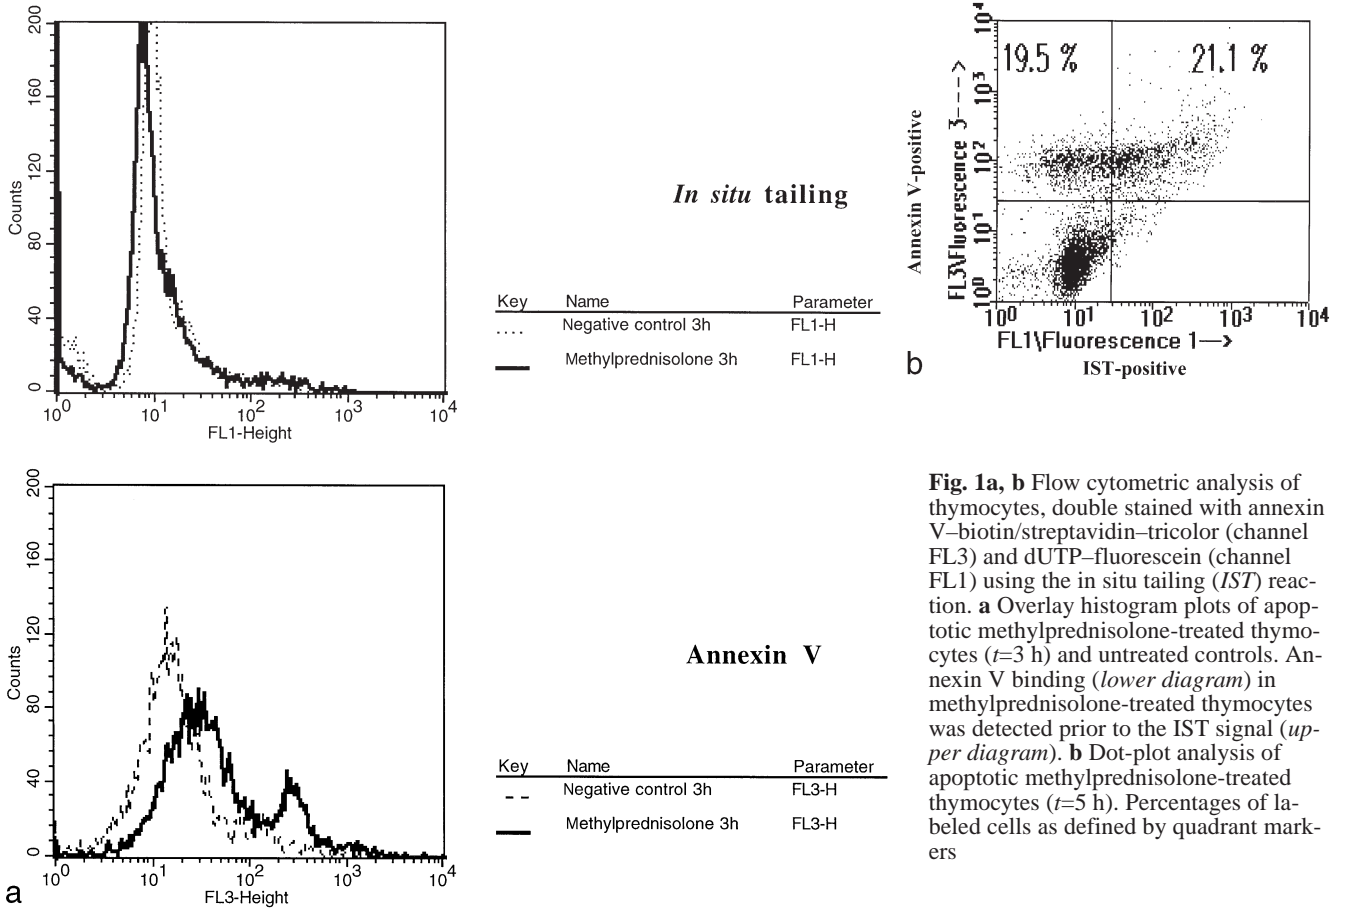 200
160
120
80
40
0
Counts
10^0 10^1 10^2 10^3 10^4
FL1-Height
In situ tailing
Key Name Parameter
Negative control 3h FL1-H
Methylprednisolone 3h FL1-H
19.5 %
21.1 %
Annexin V-positive
FL3\Fluorescence 3---->
10^4
10^3
10^2
10^1
10^0
10^0 10^1 10^2 10^3 10^4
FL1\Fluorescence 1-->
IST-positive
b
200
160
120
80
40
0
Counts
10^0 10^1 10^2 10^3 10^4
FL3-Height
a
Annexin V
Key Name Parameter
Negative control 3h FL3-H
Methylprednisolone 3h FL3-H
Fig. 1a, b Flow cytometric analysis of
thymocytes, double stained with annexin
V–biotin/streptavidin–tricolor (channel
FL3) and dUTP–fluorescein (channel
FL1) using the in situ tailing (IST) reac-
tion. a Overlay histogram plots of apop-
totic methylprednisolone-treated thymo-
cytes (t=3 h) and untreated controls. An-
nexin V binding (lower diagram) in
methylprednisolone-treated thymocytes
was detected prior to the IST signal (up-
per diagram). b Dot-plot analysis of
apoptotic methylprednisolone-treated
thymocytes (t=5 h). Percentages of la-
beled cells as defined by quadrant mark-
ers